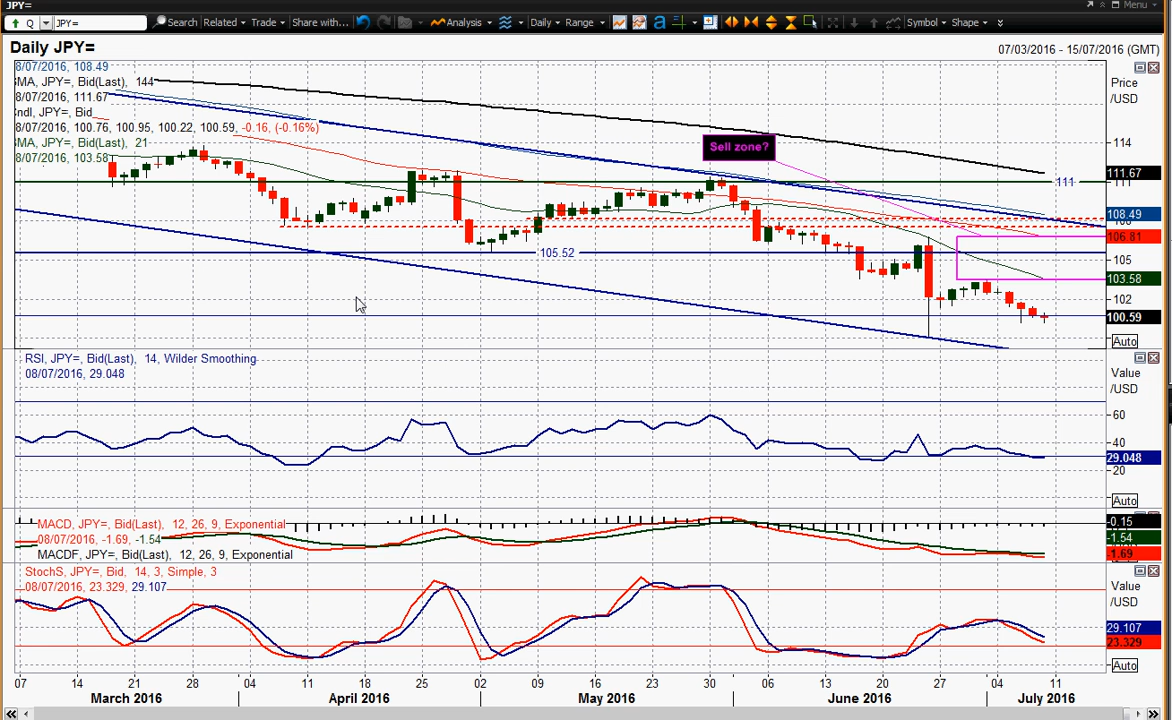 JPY=
Menu
Q JPY= Search Related Trade Share with... Analysis Daily Range Symbol Shape
Daily JPY=
07/03/2016 - 15/07/2016 (GMT)
8/07/2016, 108.49
SMA, JPY=, Bid(Last), 144
8/07/2016, 111.67
Cndl, JPY=, Bid
8/07/2016, 100.76, 100.95, 100.22, 100.59, -0.16, (-0.16%)
SMA, JPY=, Bid(Last), 21
8/07/2016, 103.58
Price
/USD
114
Sell zone?
111.67
111
111
108.49
108
106.81
105.52
105
103.58
102
100.59
Auto
RSI, JPY=, Bid(Last), 14, Wilder Smoothing
08/07/2016, 29.048
Value
/USD
60
40
29.048
20
Auto
MACD, JPY=, Bid(Last), 12, 26, 9, Exponential
08/07/2016, -1.69, -1.54
MACDF, JPY=, Bid(Last), 12, 26, 9, Exponential
-0.15
-1.54
-1.69
StochS, JPY=, Bid, 14, 3, Simple, 3
08/07/2016, 23.329, 29.107
Value
/USD
29.107
23.329
Auto
07 14 21 28 04 11 18 25 02 09 16 23 30 06 13 20 27 04 11
March 2016 April 2016 May 2016 June 2016 July 2016